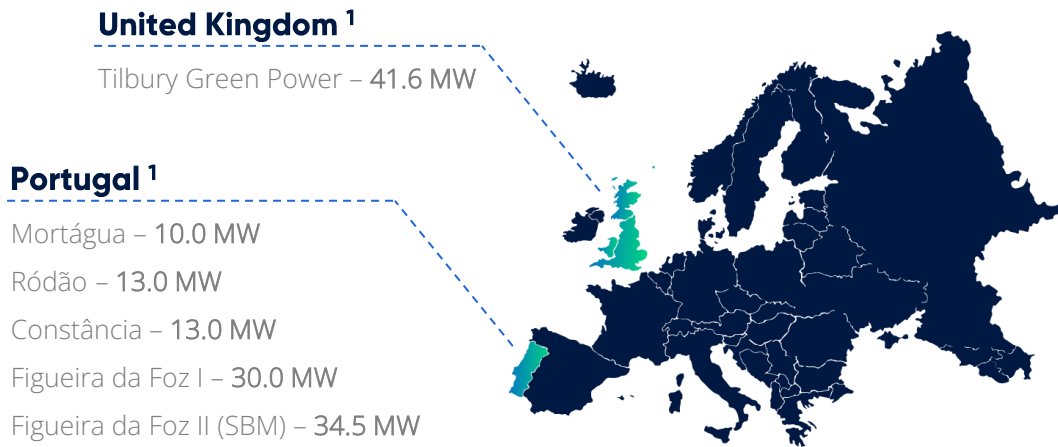 United Kingdom ¹
Tilbury Green Power – 41.6 MW
Portugal ¹
Mortágua – 10.0 MW
Ródão – 13.0 MW
Constância – 13.0 MW
Figueira da Foz I – 30.0 MW
Figueira da Foz II (SBM) – 34.5 MW